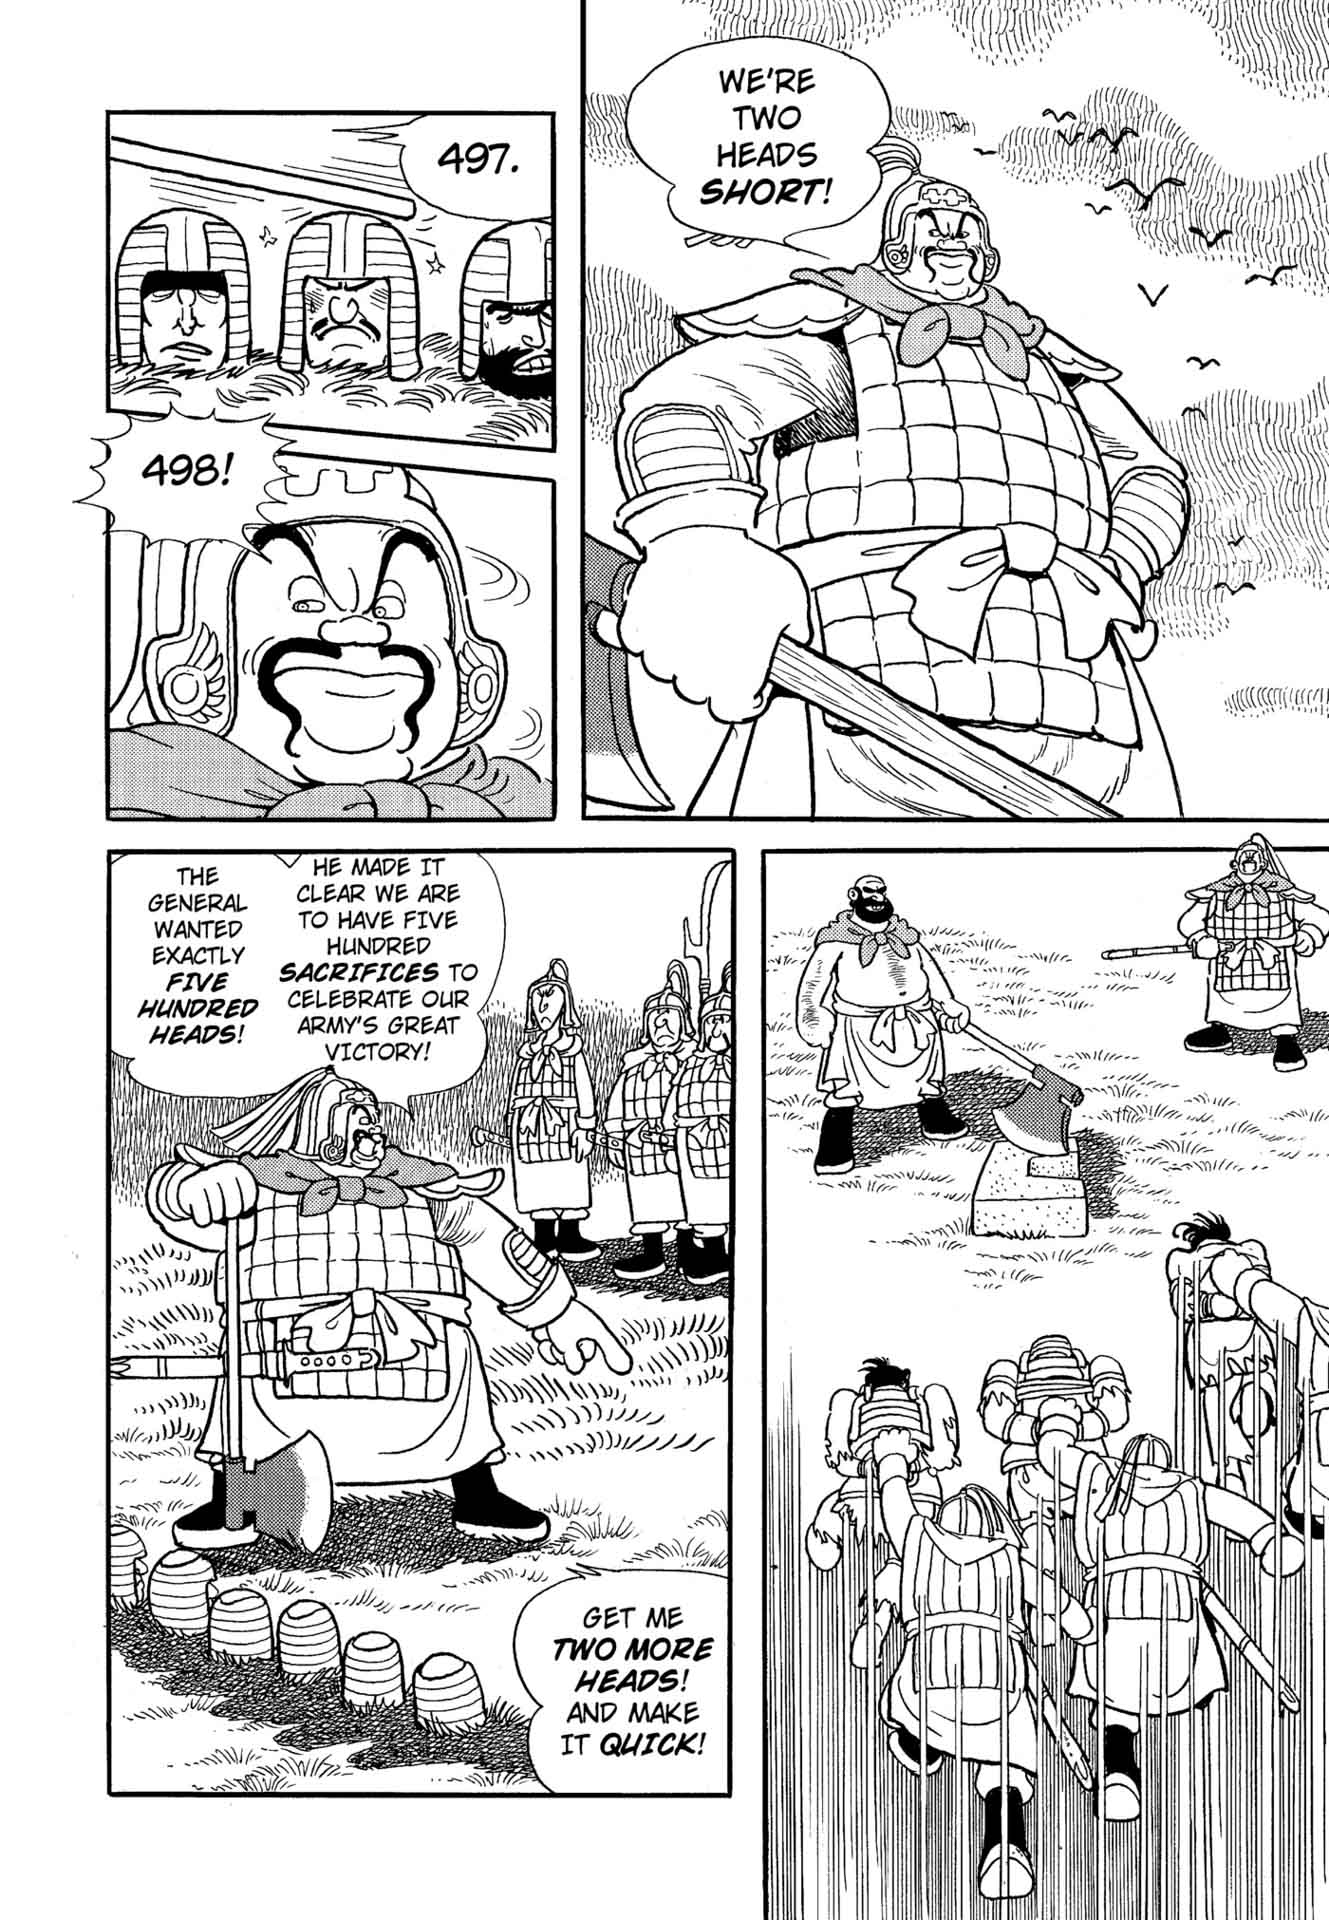 497.
498!
WE'RE
TWO
HEADS
SHORT!
THE
GENERAL
WANTED
EXACTLY
FIVE
HUNDRED
HEADS!
HE MADE IT
CLEAR WE ARE
TO HAVE FIVE
HUNDRED
SACRIFICES TO
CELEBRATE OUR
ARMY'S GREAT
VICTORY!
GET ME
TWO MORE
HEADS!
AND MAKE
IT QUICK!